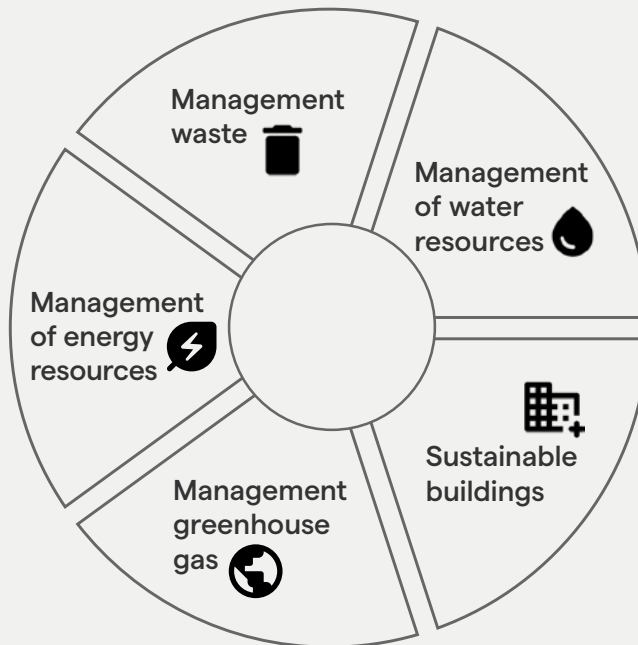 Management
waste
Management
of water
resources
Management
of energy
resources
Sustainable
buildings
Management
greenhouse
gas